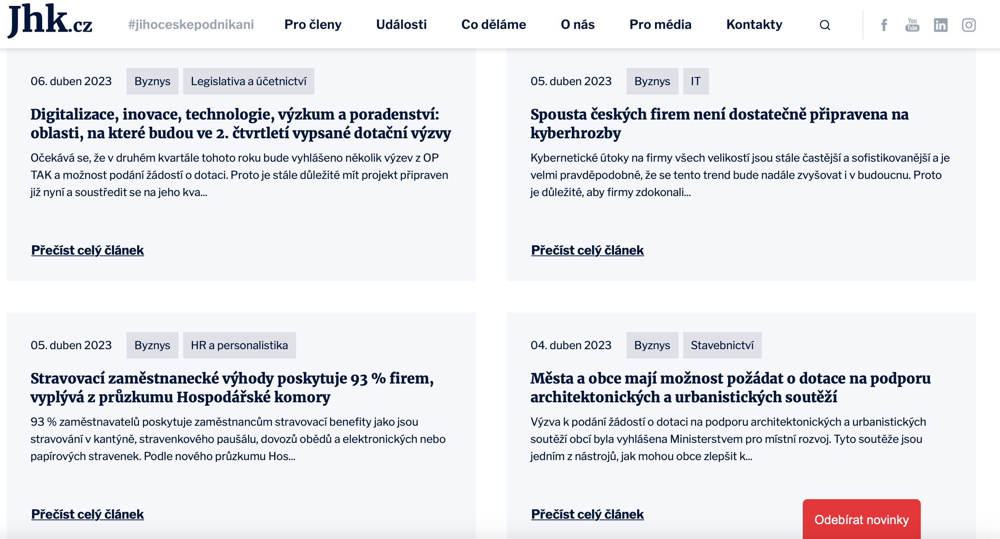 Jhk.cz
#jihoceskepodnikani
Pro členy
Události
Co děláme
O nás
Pro média
Kontakty
You
Tube
in
06. duben 2023
Byznys
Legislativa a účetnictví
Digitalizace, inovace, technologie, výzkum a poradenství:
oblasti, na které budou ve 2. čtvrtletí vypsané dotační výzvy
Očekává se, že v druhém kvartále tohoto roku bude vyhlášeno několik výzev z OP
TAK a možnost podání žádostí o dotaci. Proto je stále důležité mít projekt připraven
již nyní a soustředit se na jeho kva...
Přečíst celý článek
05. duben 2023
Byznys
IT
Spousta českých firem není dostatečně připravena na
kyberhrozby
Kybernetické útoky na firmy všech velikostí jsou stále častější a sofistikovanější a je
velmi pravděpodobné, že se tento trend bude nadále zvyšovat i v budoucnu. Proto
je důležité, aby firmy zdokonali...
Přečíst celý článek
05. duben 2023
Byznys
HR a personalistika
Stravovací zaměstnanecké výhody poskytuje 93 % firem,
vyplývá z průzkumu Hospodářské komory
93 % zaměstnavatelů poskytuje zaměstnancům stravovací benefity jako jsou
stravování v kantýně, stravenkového paušálu, dovozů obědů a elektronických nebo
papírových stravenek. Podle nového průzkumu Hos...
Přečíst celý článek
04. duben 2023
Byznys
Stavebnictví
Města a obce mají možnost požádat o dotace na podporu
architektonických a urbanistických soutěží
Výzva k podání žádostí o dotaci na podporu architektonických a urbanistických
soutěží obcí byla vyhlášena Ministerstvem pro místní rozvoj. Tyto soutěže jsou
jedním z nástrojů, jak mohou obce zlepšit k...
Přečíst celý článek
Odebírat novinky